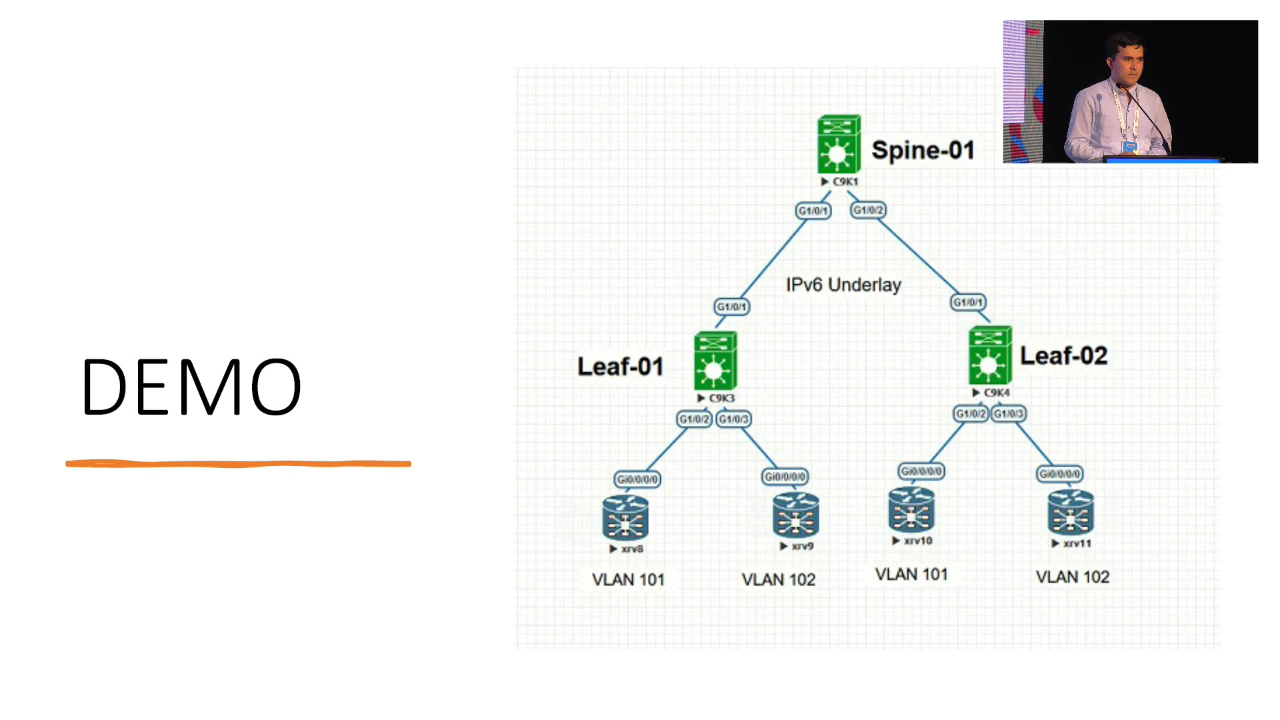 DEMO
Spine-01
C9K1
G1/0/1
G1/0/2
IPv6 Underlay
G1/0/1
G1/0/1
Leaf-01
C9K3
Leaf-02
C9K4
G1/0/2
G1/0/3
G1/0/2
G1/0/3
Gi0/0/0/0
Gi0/0/0/0
Gi0/0/0/0
Gi0/0/0/0
xrv8
xrv9
xrv10
xrv11
VLAN 101
VLAN 102
VLAN 101
VLAN 102